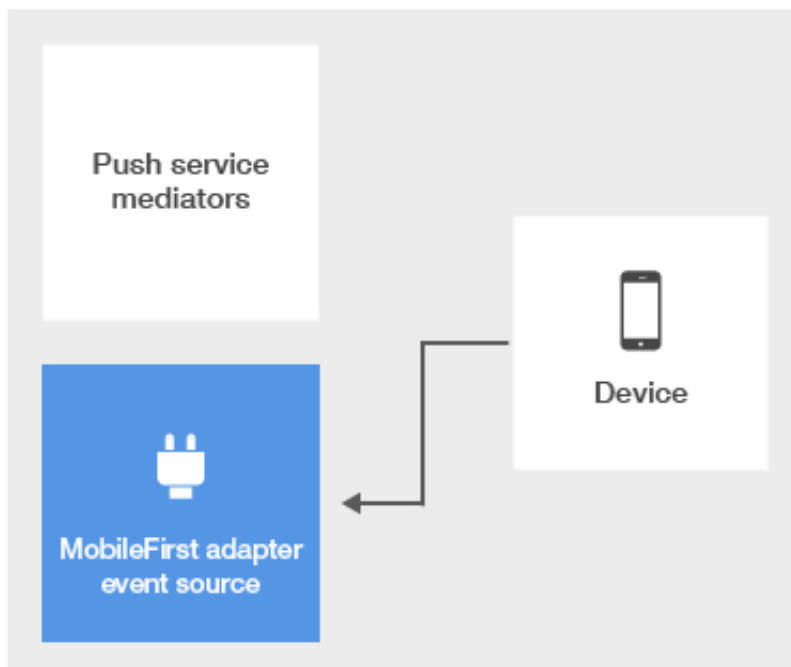 Push service
mediators
Device
MobileFirst adapter
event source